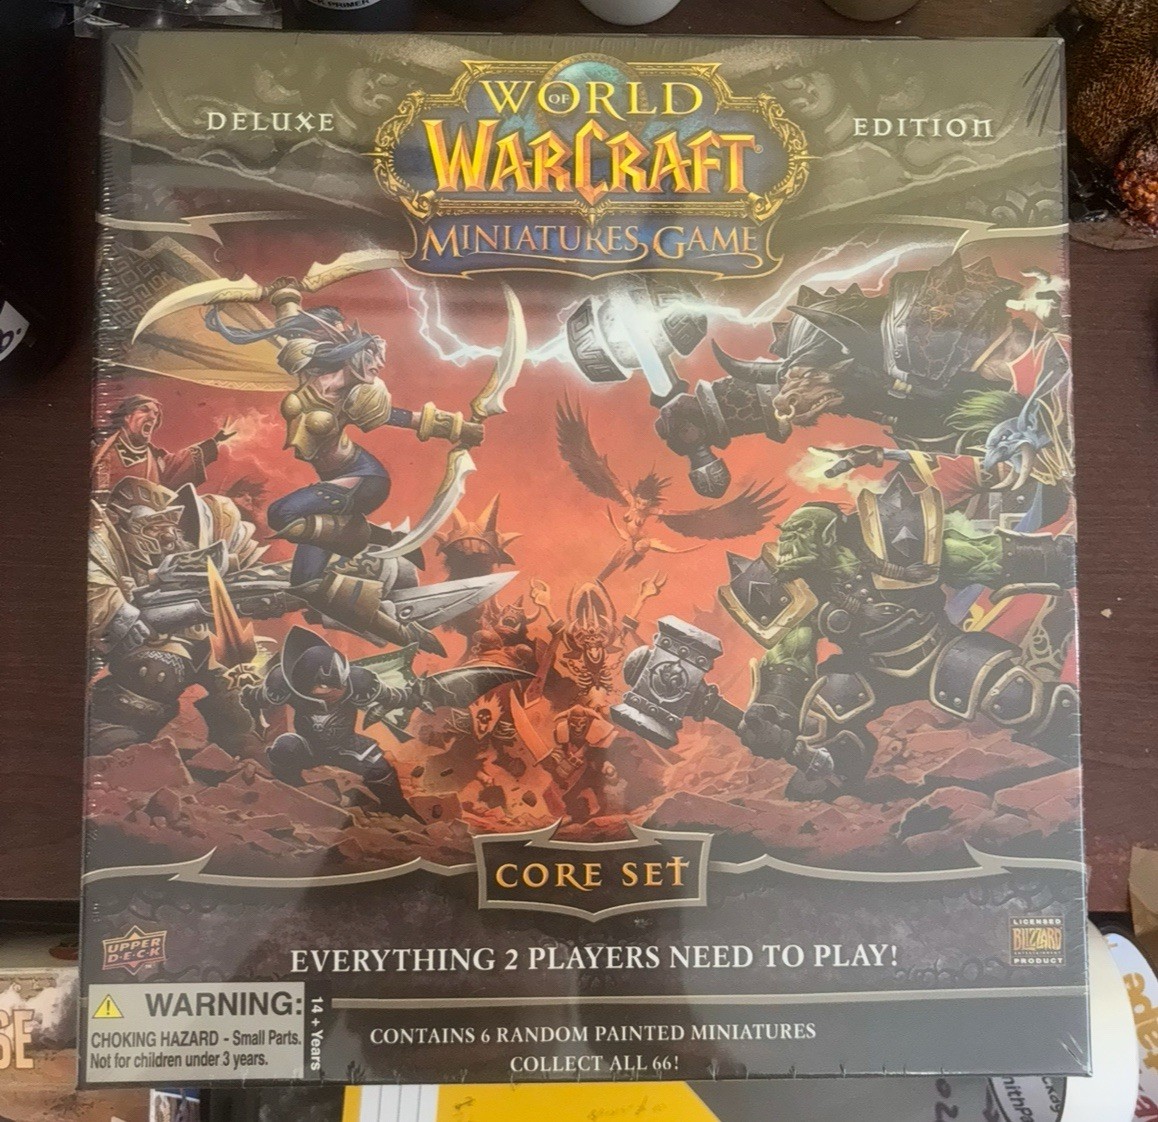 PRIMER
DELUXE
WORLD
OF
WARCRAFT®
EDITION
MINIATURES GAME
CORE SET
UPPER
D·E·C·K
EVERYTHING 2 PLAYERS NEED TO PLAY!
LICENSED
BLIZZARD
ENTERTAINMENT
PRODUCT
WARNING:
CHOKING HAZARD - Small Parts.
Not for children under 3 years.
14 + Years
CONTAINS 6 RANDOM PAINTED MINIATURES
COLLECT ALL 66!